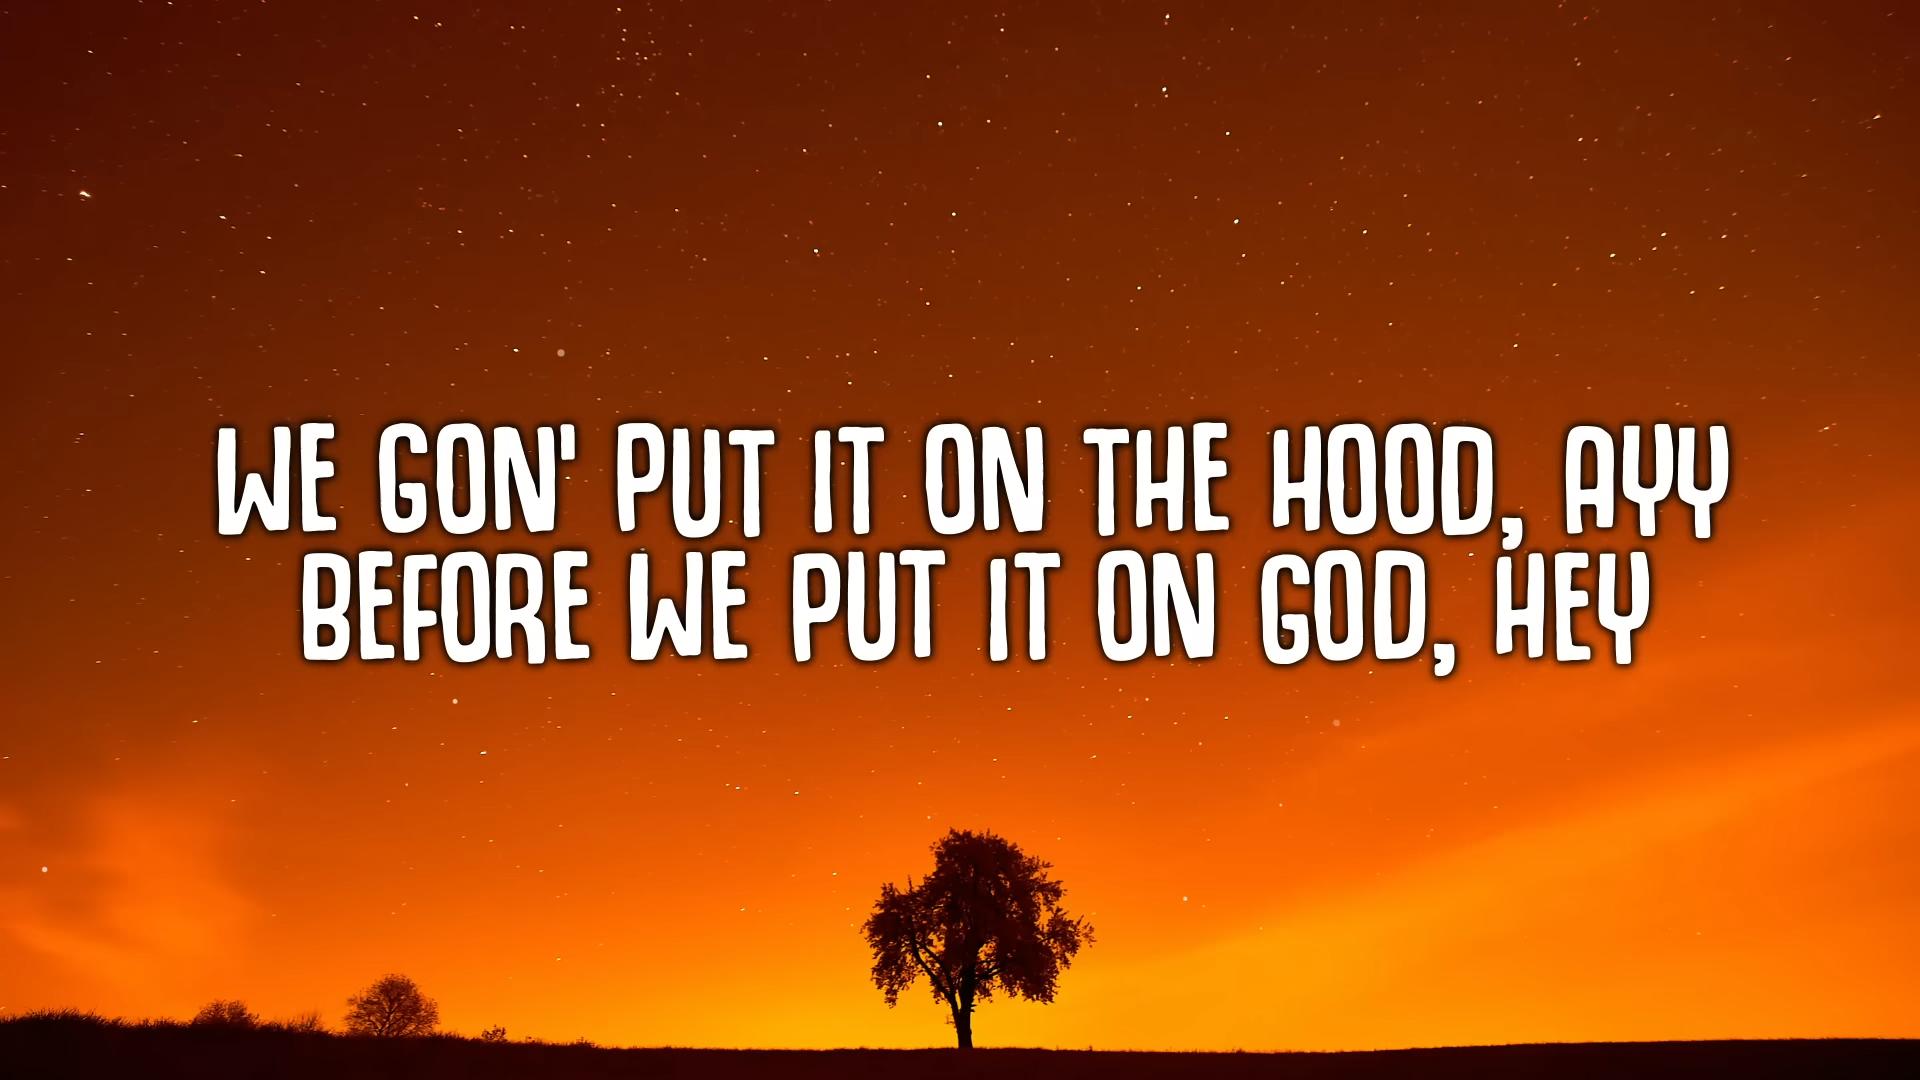 WE GON' PUT IT ON THE HOOD, AYY
BEFORE WE PUT IT ON GOD, HEY